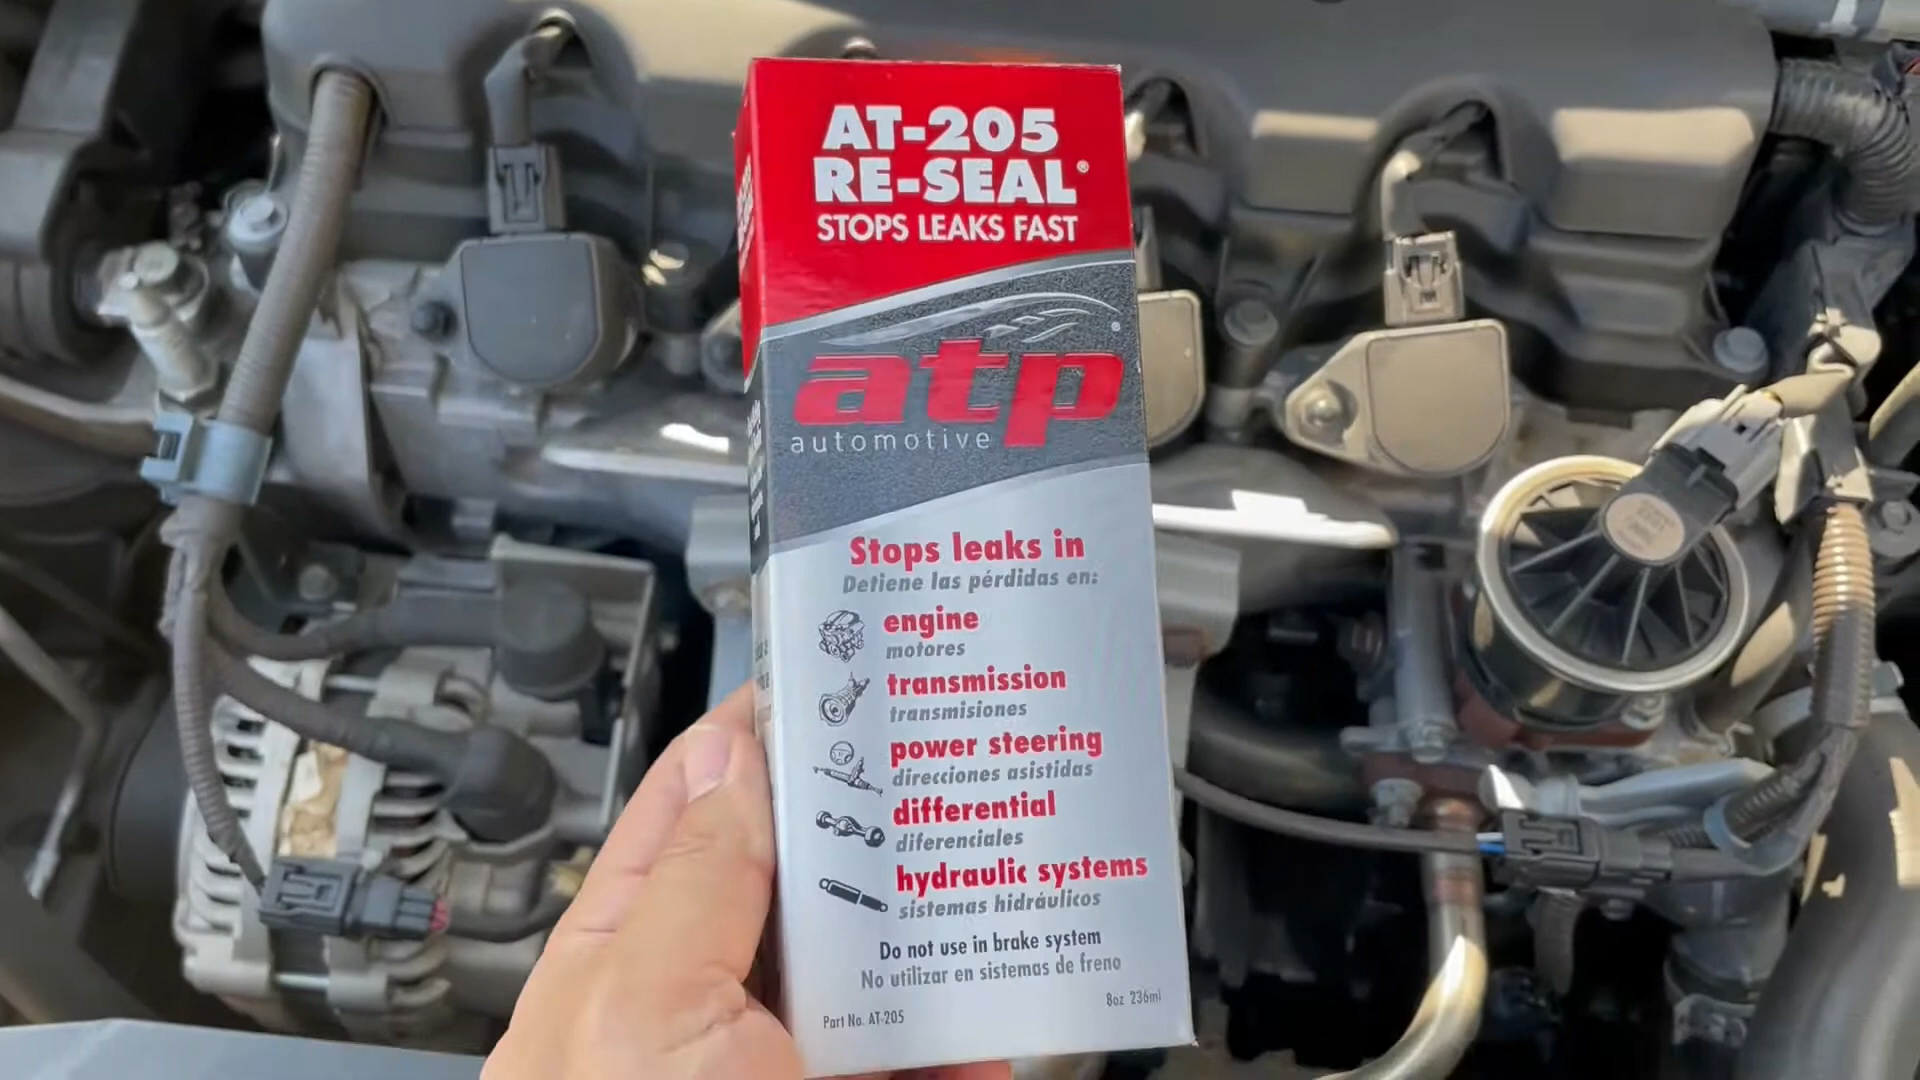 AT-205
RE-SEAL®
STOPS LEAKS FAST
atp®
automotive
Stops leaks in
Detiene las pérdidas en:
engine
motores
transmission
transmisiones
power steering
direcciones asistidas
differential
diferenciales
hydraulic systems
sistemas hidráulicos
Do not use in brake system
No utilizar en sistemas de freno
Part No. AT-205
8oz 236ml